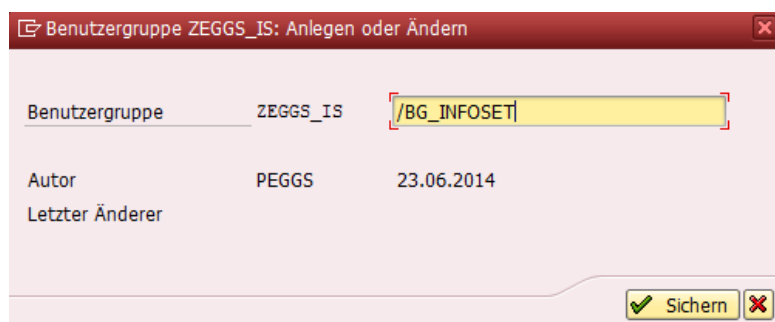 Benutzergruppe ZEGGS_IS: Anlegen oder Ändern
Benutzergruppe ZEGGS_IS /BG_INFOSET
Autor PEGGS 23.06.2014
Letzter Änderer
Sichern